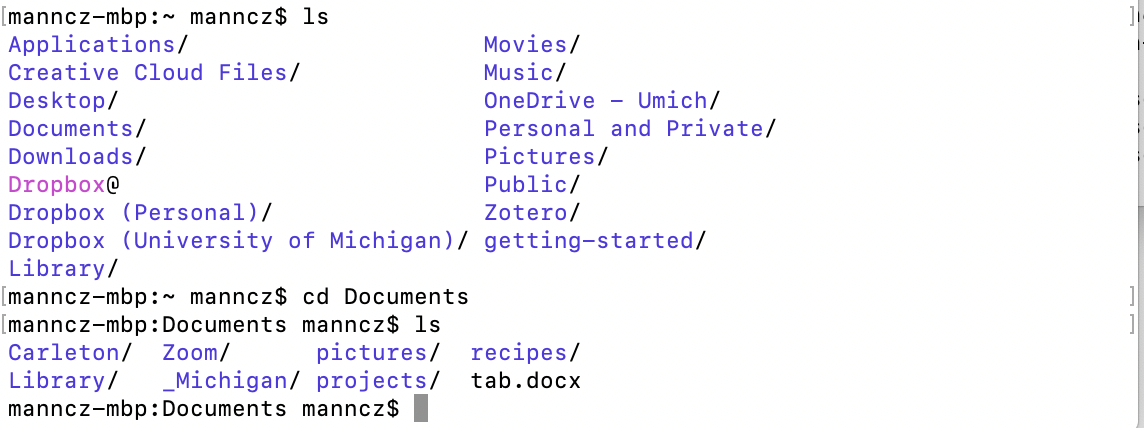 [manncz-mbp:~ manncz$ ls ]
Applications/ Movies/
Creative Cloud Files/ Music/
Desktop/ OneDrive - Umich/
Documents/ Personal and Private/
Downloads/ Pictures/
Dropbox@ Public/
Dropbox (Personal)/ Zotero/
Dropbox (University of Michigan)/ getting-started/
Library/
[manncz-mbp:~ manncz$ cd Documents ]
[manncz-mbp:Documents manncz$ ls ]
Carleton/ Zoom/ pictures/ recipes/
Library/ _Michigan/ projects/ tab.docx
manncz-mbp:Documents manncz$